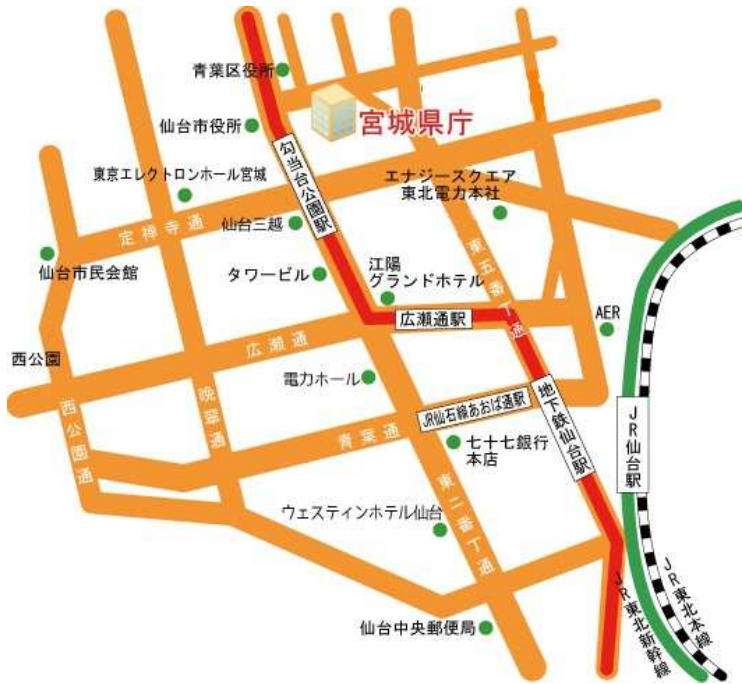 青葉区役所
仙台市役所
宮城県庁
勾当台公園駅
東京エレクトロンホール宮城
エナジースクエア
東北電力本社
定禅寺通
仙台三越
仙台市民会館
タワービル
江陽
グランドホテル
東五番丁通
広瀬通駅
AER
広瀬通
西公園
電力ホール
晩翠通
西公園通
JR仙石線あおば通駅
地下鉄仙台駅
JR仙台駅
青葉通
七十七銀行
本店
東二番丁通
ウェスティンホテル仙台
仙台中央郵便局
JR東北新幹線
JR東北本線